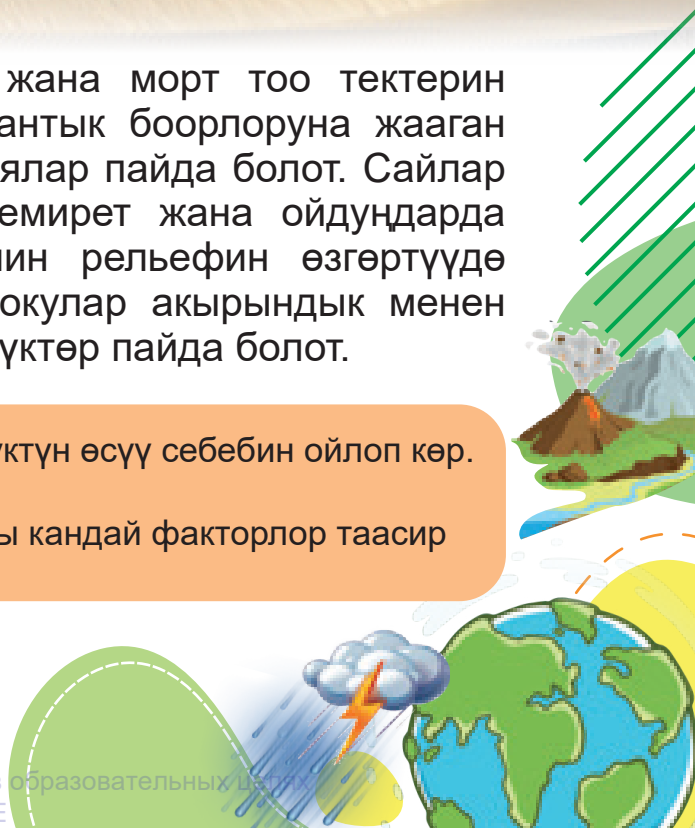 жана морт тоо тектерин
антык боорлоруна жааган
ялар пайда болот. Сайлар
емирет жана ойдуңдарда
ин рельефин өзгөртүүдө
окулар акырындык менен
үктөр пайда болот.
үктүн өсүү себебин ойлоп көр.
ы кандай факторлор таасир
в образовательных целях